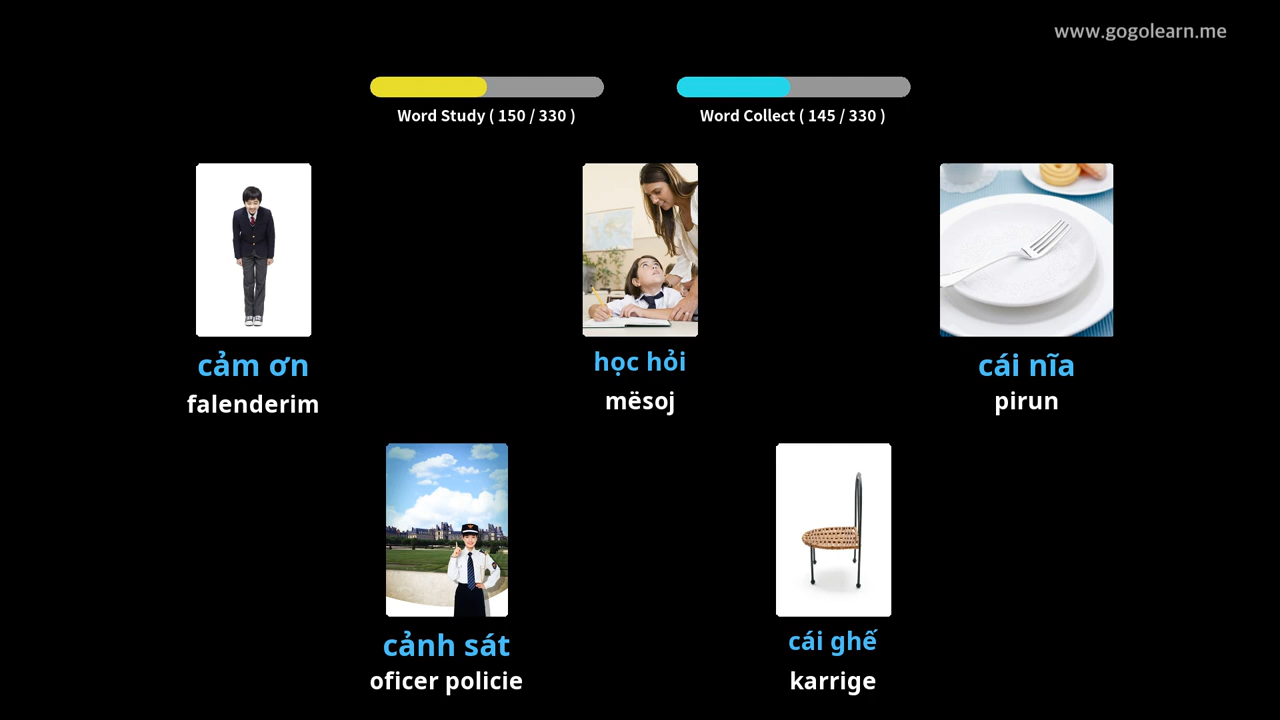 www.gogolearn.me
Word Study ( 150 / 330 )
Word Collect ( 145 / 330 )
cảm ơn
falenderim
học hỏi
mësoj
cái nĩa
pirun
cảnh sát
oficer policie
cái ghế
karrige